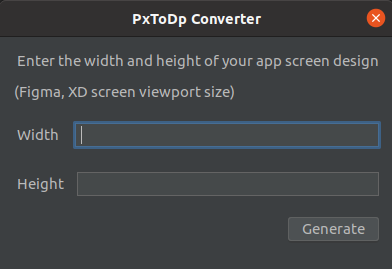 PxToDp Converter
Enter the width and height of your app screen design
(Figma, XD screen viewport size)
Width
Height
Generate